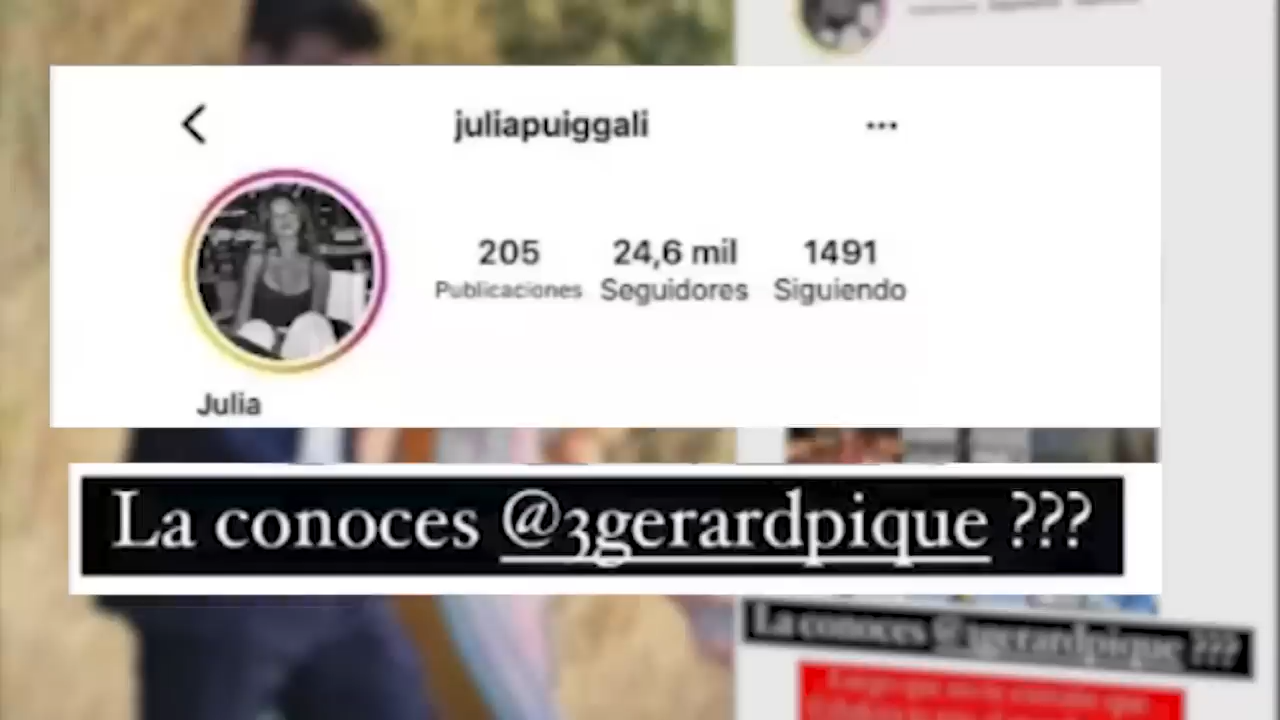 juliapuiggali
205 24,6 mil 1491
Publicaciones Seguidores Siguiendo
Julia
La conoces @3gerardpique ???
La conoces @3gerardpique ???